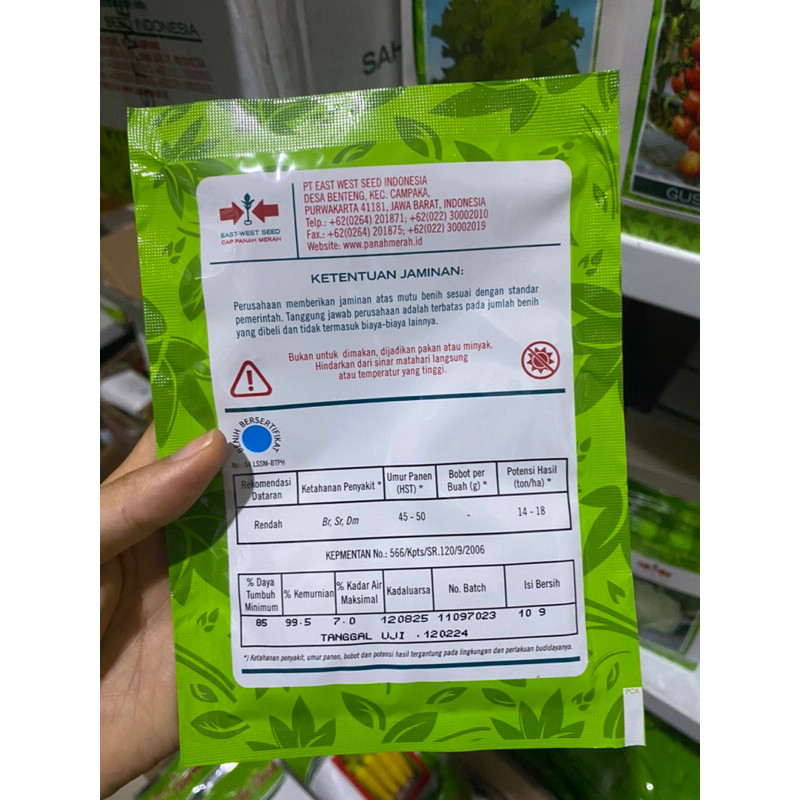 SEED INDONESIA
SAH
GUS
EAST-WEST SEED
CAP PANAH MERAH
PT EAST WEST SEED INDONESIA
DESA BENTENG, KEC. CAMPAKA,
PURWAKARTA 41181, JAWA BARAT, INDONESIA
Telp.: +62(0264) 201871; +62(022) 30002010
Fax.: +62(0264) 201875; +62(022) 30002019
Website: www.panahmerah.id
KETENTUAN JAMINAN:
Perusahaan memberikan jaminan atas mutu benih sesuai dengan standar
pemerintah. Tanggung jawab perusahaan adalah terbatas pada jumlah benih
yang dibeli dan tidak termasuk biaya-biaya lainnya.
Bukan untuk dimakan, dijadikan pakan atau minyak.
Hindarkan dari sinar matahari langsung
atau temperatur yang tinggi.
BENIH BERSERTIFIKAT
LSSM-BTPH
Rekomendasi Dataran Ketahanan Penyakit * Umur Panen (HST) * Bobot per Buah (g) * Potensi Hasil (ton/ha) *
Rendah Br, Sr, Dm 45 - 50 - 14 - 18
KEPMENTAN No.: 566/Kpts/SR.120/9/2006
% Daya Tumbuh Minimum % Kemurnian % Kadar Air Maksimal Kadaluarsa No. Batch Isi Bersih
85 99.5 7.0 120825 11097023 10 g
TANGGAL UJI . 120224
*) Ketahanan penyakit, umur panen, bobot dan potensi hasil tergantung pada lingkungan dan perlakuan budidayanya.
PCA